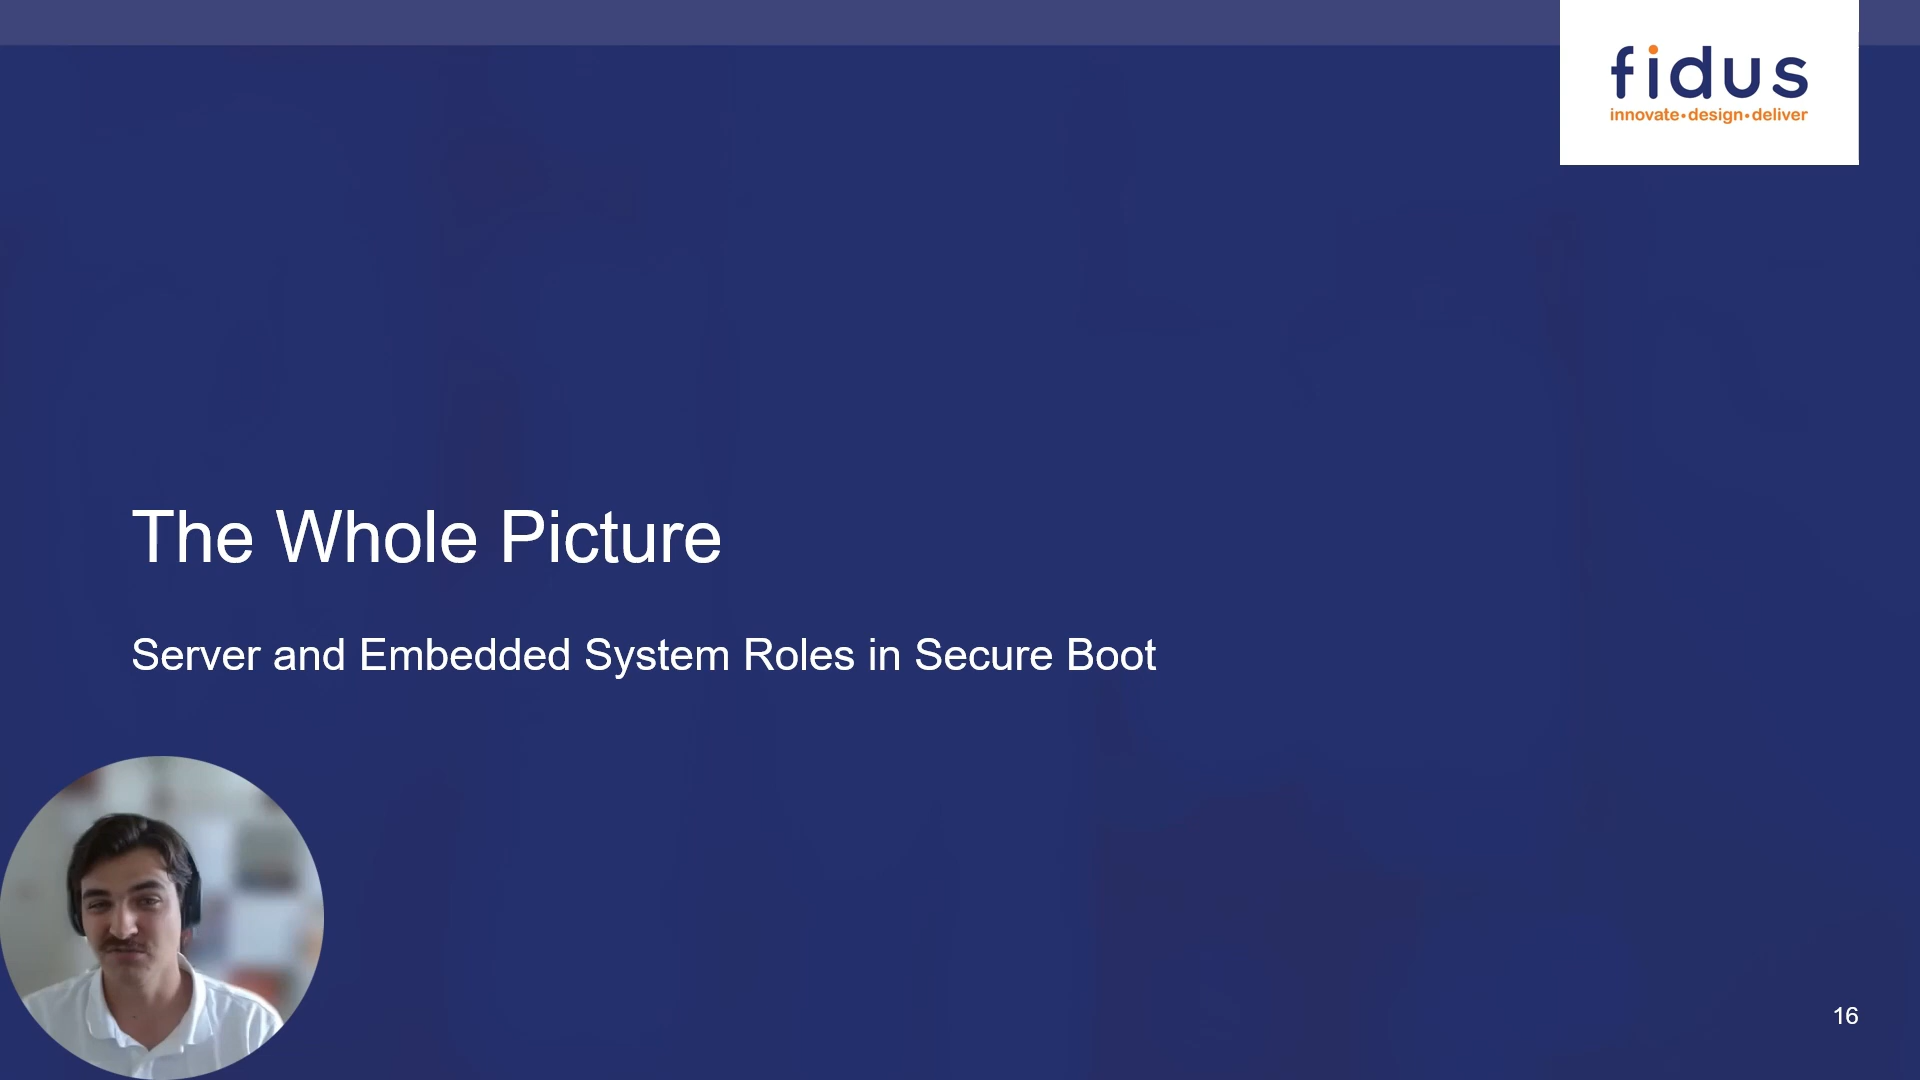 fidus
innovate•design•deliver
The Whole Picture
Server and Embedded System Roles in Secure Boot
16